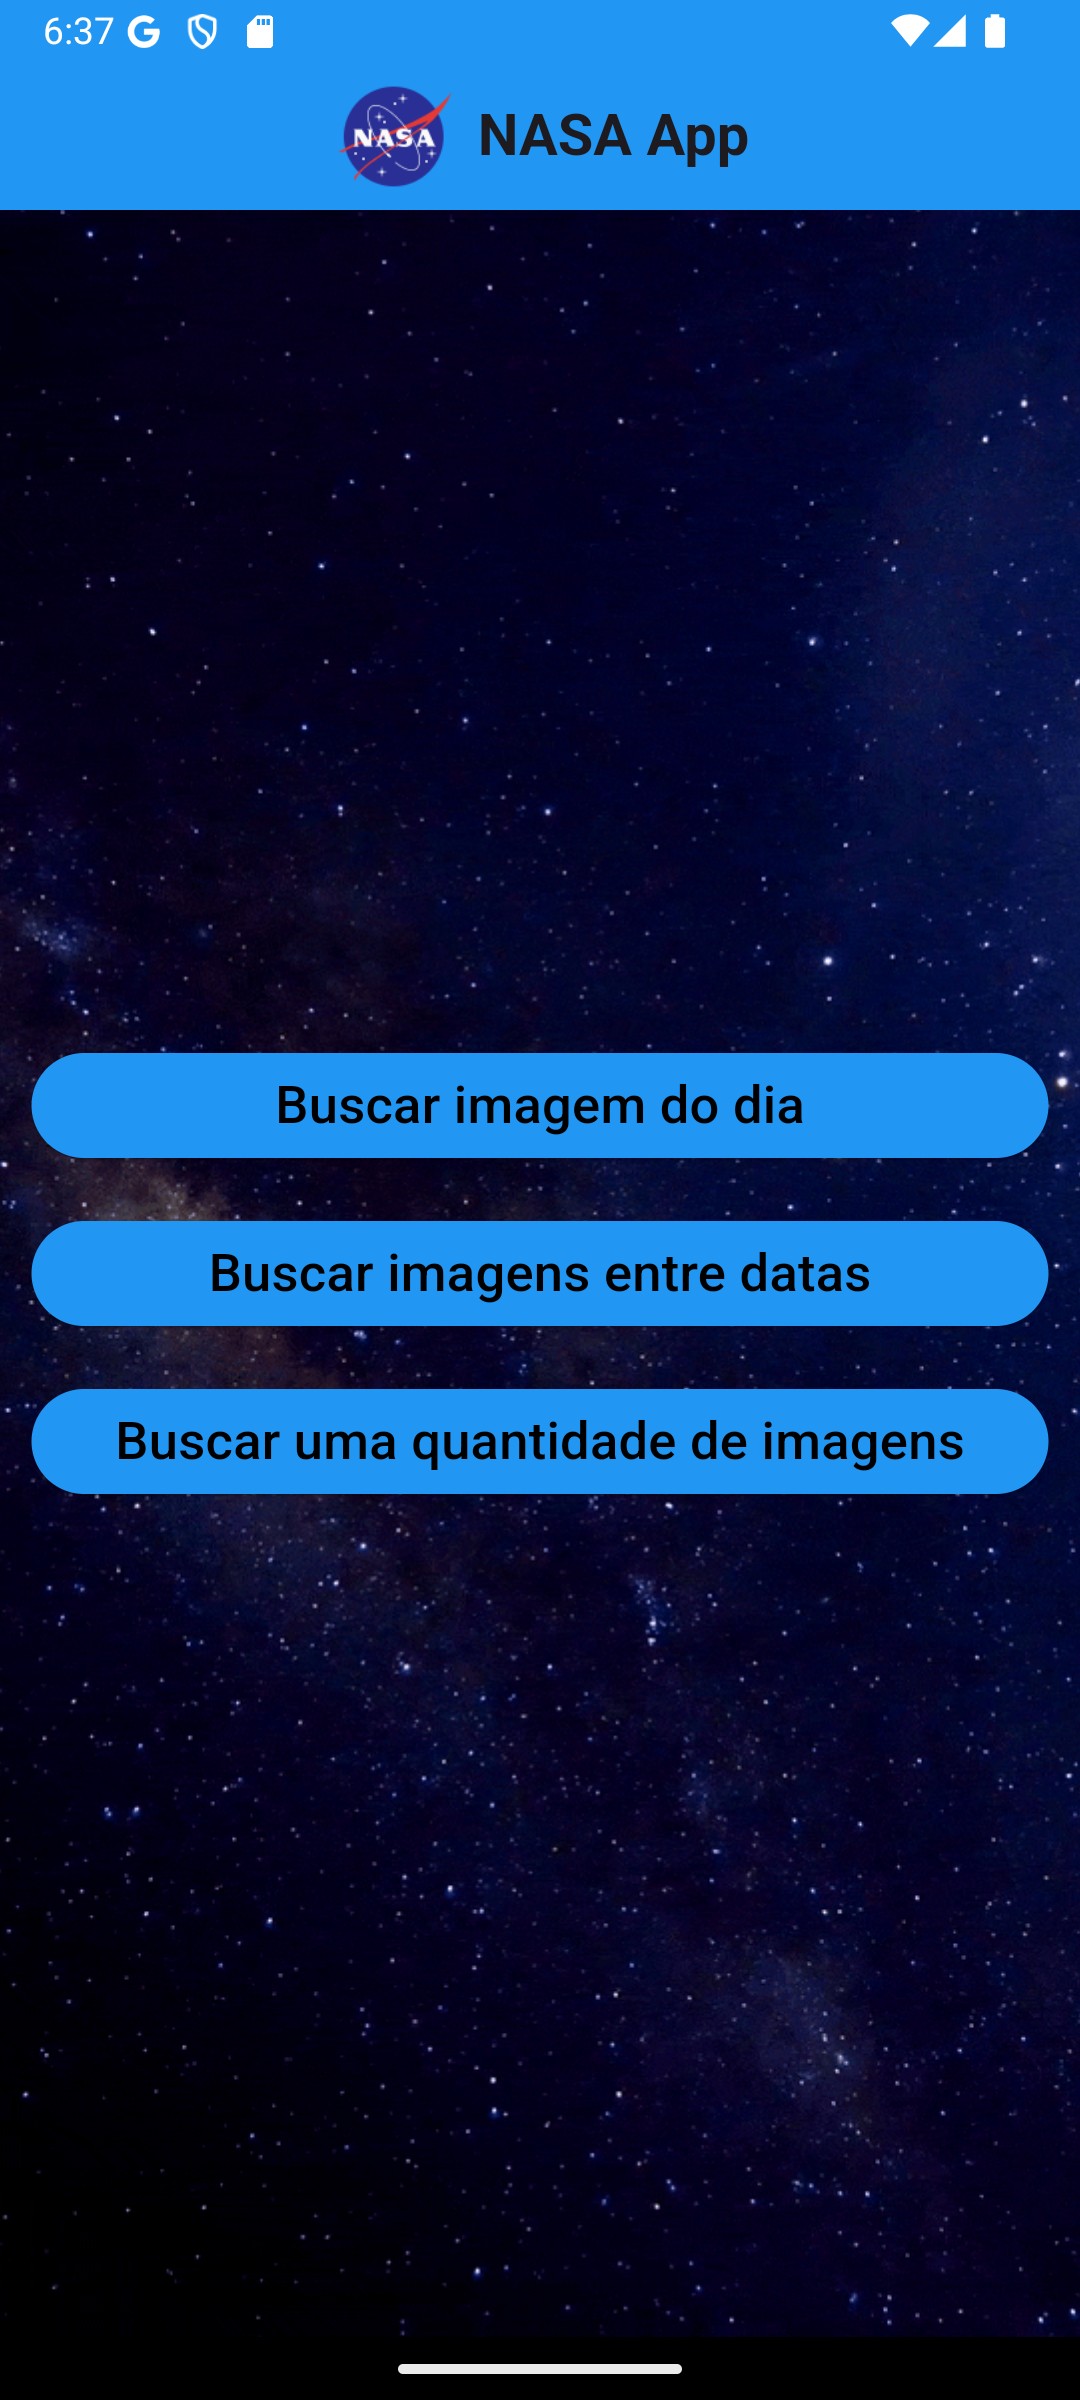 6:37
NASA NASA App
Buscar imagem do dia
Buscar imagens entre datas
Buscar uma quantidade de imagens